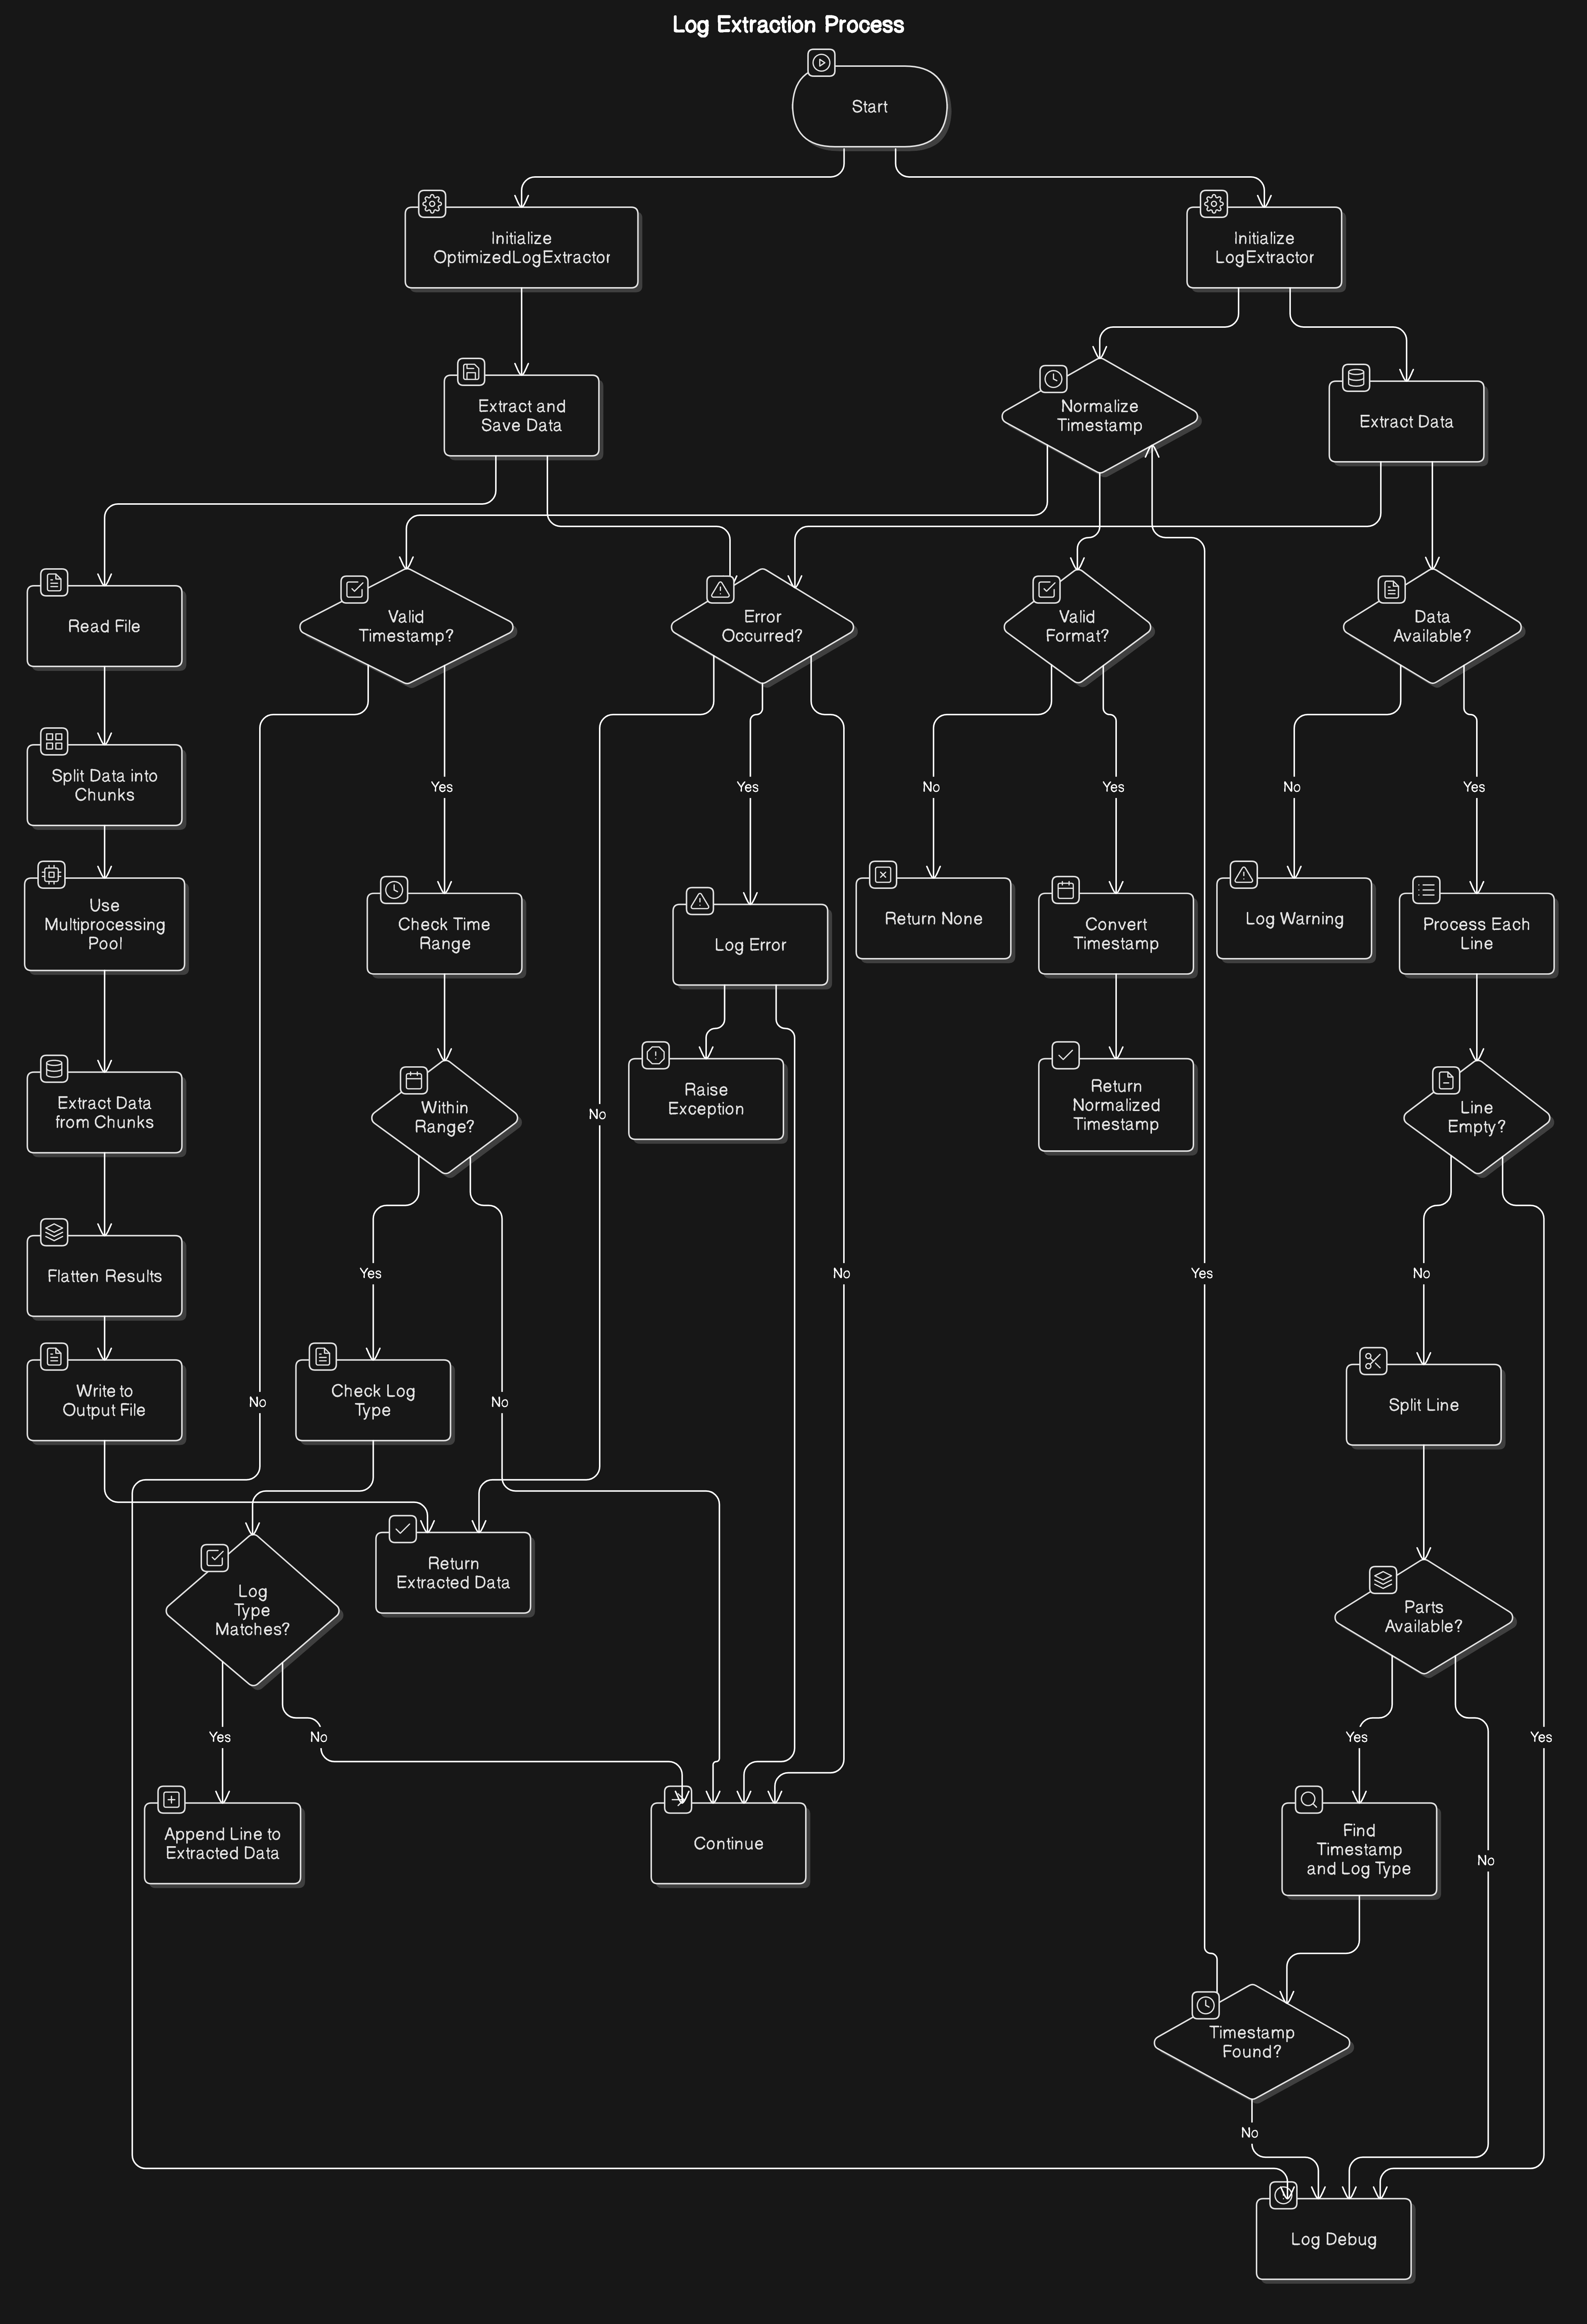 Log Extraction Process
Start
Initialize
OptimizedLogExtractor
Initialize
LogExtractor
Extract and
Save Data
Normalize
Timestamp
Extract Data
Read File
Valid
Timestamp?
Error
Occurred?
Valid
Format?
Data
Available?
Split Data into
Chunks
Yes
Yes
No
Yes
No
Yes
Use
Multiprocessing
Pool
Check Time
Range
Log Error
Return None
Convert
Timestamp
Log Warning
Process Each
Line
Extract Data
from Chunks
Within
Range?
No
Raise
Exception
Return
Normalized
Timestamp
Line
Empty?
Flatten Results
Yes
No
Yes
No
Write to
Output File
No
Check Log
Type
No
Split Line
Log
Type
Matches?
Return
Extracted Data
Parts
Available?
Yes
No
Yes
Yes
Append Line to
Extracted Data
Continue
Find
Timestamp
and Log Type
No
Timestamp
Found?
No
Log Debug